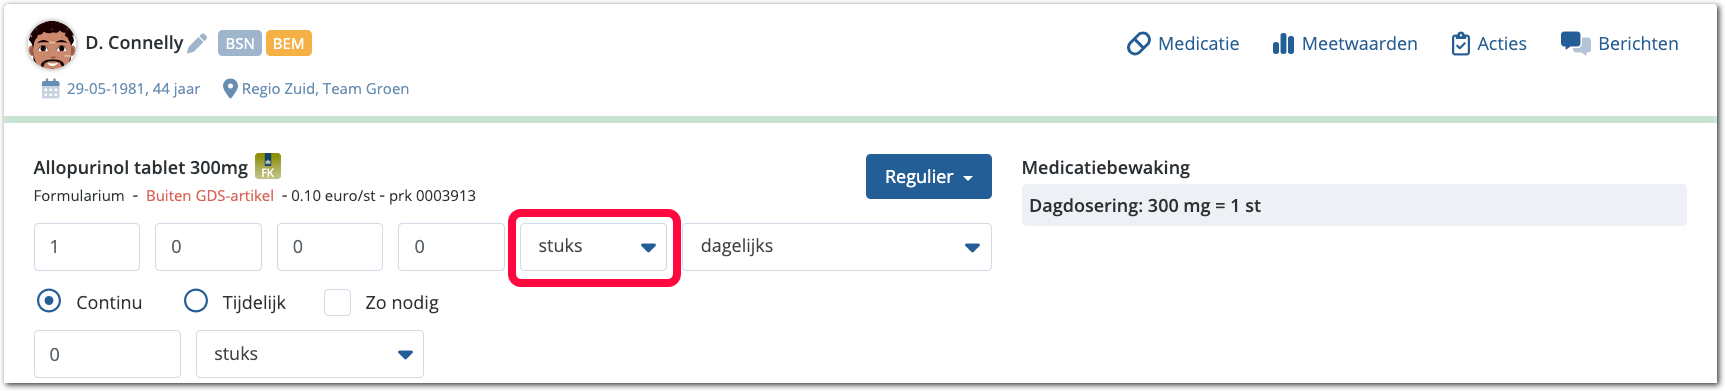 D. Connelly BSN BEM Medicatie Meetwaarden Acties Berichten
29-05-1981, 44 jaar Regio Zuid, Team Groen
Allopurinol tablet 300mg FK Regulier Medicatiebewaking
Formularium - Buiten GDS-artikel - 0.10 euro/st - prk 0003913
Dagdosering: 300 mg = 1 st
1 0 0 0 stuks dagelijks
Continu Tijdelijk Zo nodig
0 stuks